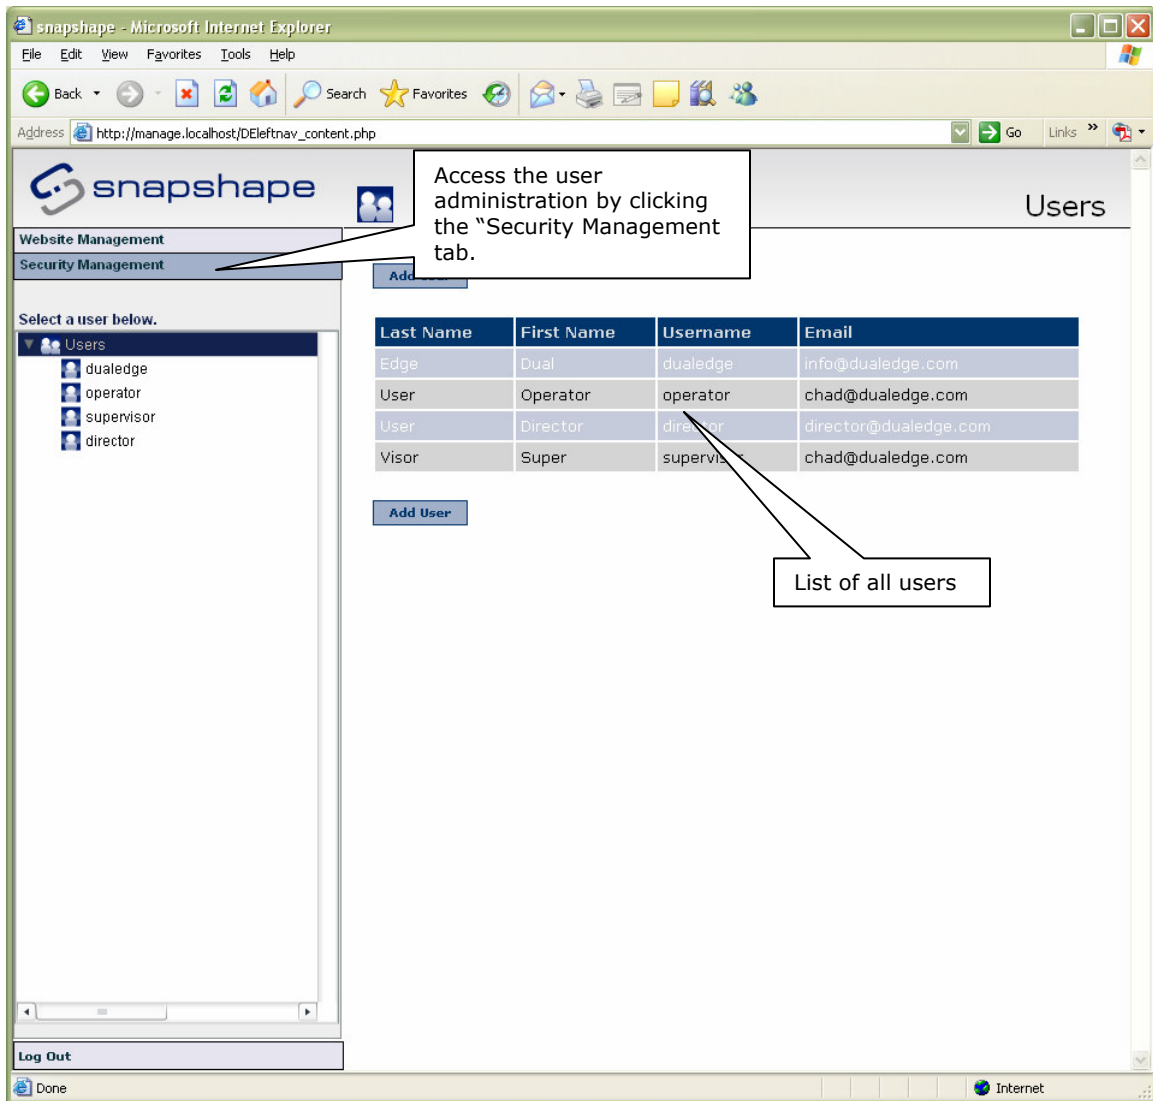 snapshape - Microsoft Internet Explorer
File Edit View Favorites Tools Help
Back Search Favorites
Address http://manage.localhost/DEleftnav_content.php Go Links »
snapshape
Users
Access the user
administration by clicking
the “Security Management
tab.
Website Management
Security Management
Add User
Select a user below.
Users
dualedge
operator
supervisor
director
Last Name First Name Username Email
Edge Dual dualedge info@dualedge.com
User Operator operator chad@dualedge.com
User Director director director@dualedge.com
Visor Super supervisor chad@dualedge.com
Add User
List of all users
Log Out
Done Internet